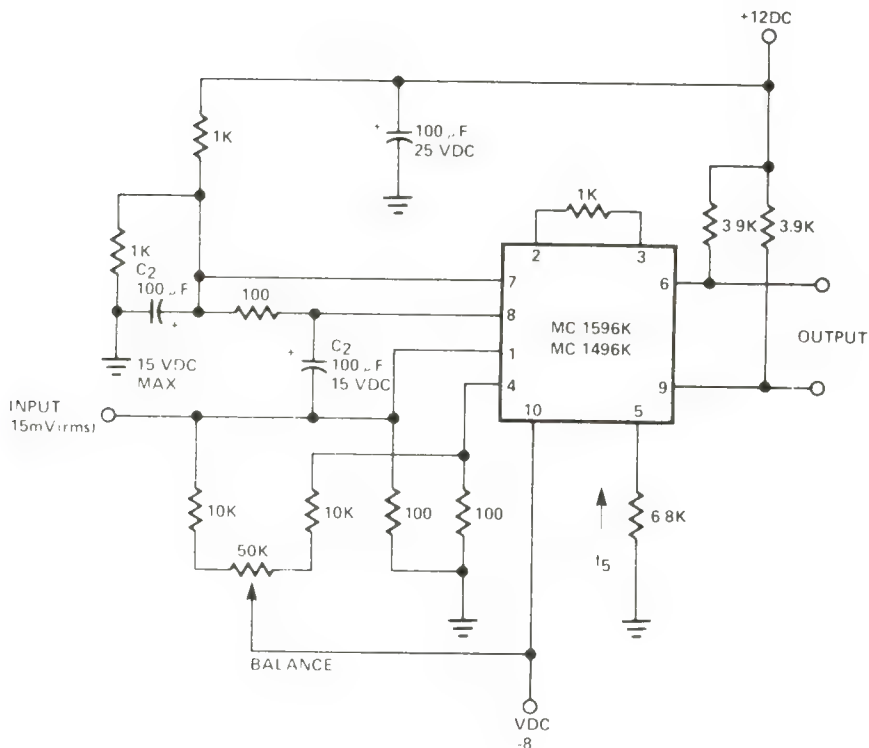 +12DC
1K
+ 100 µF
25 VDC
1K
3.9K
3.9K
1K
C2
100 µF
+
100
2
3
7
8
1
4
10
5
6
9
MC 1596K
MC 1496K
OUTPUT
15 VDC
MAX
+
C2
100 µF
15 VDC
INPUT
15mV(rms)
10K
10K
100
100
6.8K
50K
t5
BALANCE
VDC
-8